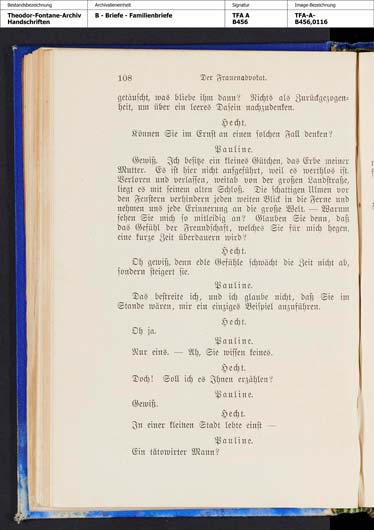 Bestandsbezeichnung
Theodor-Fontane-Archiv
Handschriften
Archivalieneinheit
B - Briefe - Familienbriefe
Signatur
TFA A
B456
Image-Bezeichnung
TFA-A-
B456,0116
108 Der Frauenadvokat.
getäuscht, was bliebe ihm dann? Nichts als Zurückgezogen-
heit, um über ein leeres Dasein nachzudenken.
Hecht.
Können Sie im Ernst an einen solchen Fall denken?
Pauline.
Gewiß. Ich besitze ein kleines Gütchen, das Erbe meiner
Mutter. Es ist hier nicht aufgeführt, weil es werthlos ist.
Verloren und verlassen, weitab von der großen Landstraße,
liegt es mit seinem alten Schloß. Die schattigen Ulmen vor
den Fenstern verhindern jeden weiten Blick in die Ferne und
nehmen uns jede Erinnerung an die große Welt. — Warum
sehen Sie mich so mitleidig an? Glauben Sie denn, daß
das Gefühl der Freundschaft, welches Sie für mich hegen,
eine kurze Zeit überdauern wird?
Hecht.
Oh gewiß, denn edle Gefühle schwächt die Zeit nicht ab,
sondern steigert sie.
Pauline.
Das bestreite ich, und ich glaube nicht, daß Sie im
Stande wären, mir ein einziges Beispiel anzuführen.
Hecht.
Oh ja.
Pauline.
Nur eins. — Ah, Sie wissen keines.
Hecht.
Doch! Soll ich es Ihnen erzählen?
Pauline.
Gewiß.
Hecht.
In einer kleinen Stadt lebte einst —
Pauline.
Ein tätowirter Mann?